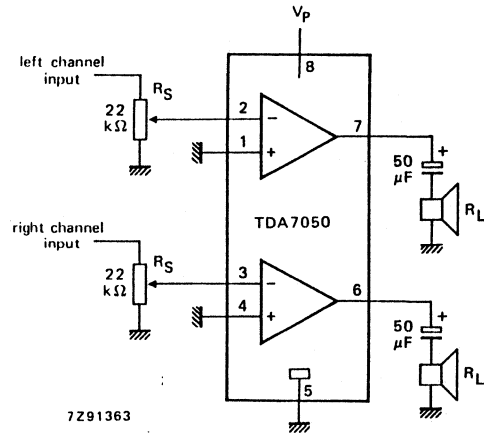 V_P
8
left channel
input
R_S
22
kΩ
2
−
1
+
7
+
50
μF
R_L
TDA7050
right channel
input
R_S
22
kΩ
3
−
4
+
6
+
50
μF
R_L
5
7Z91363